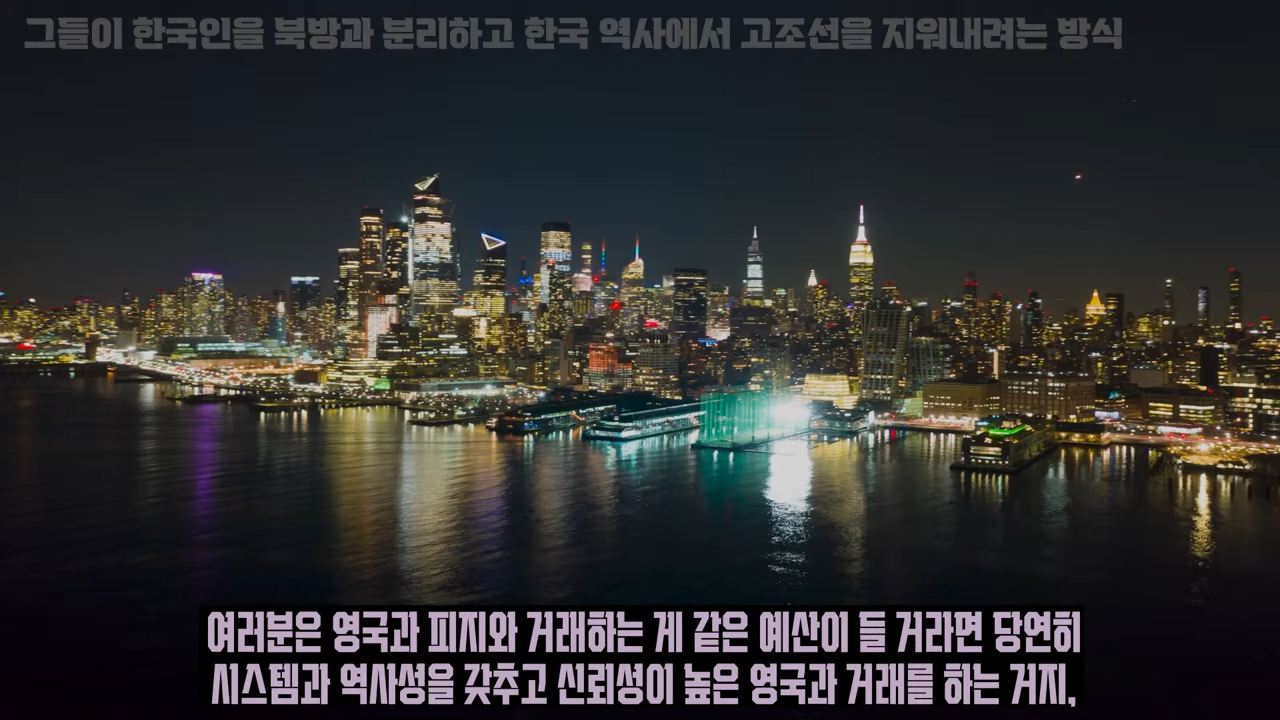 그들이 한국인을 북방과 분리하고 한국 역사에서 고조선을 지워내려는 방식
여러분은 영국과 피지와 거래하는 게 같은 예산이 들 거라면 당연히
시스템과 역사성을 갖추고 신뢰성이 높은 영국과 거래를 하는 거지,